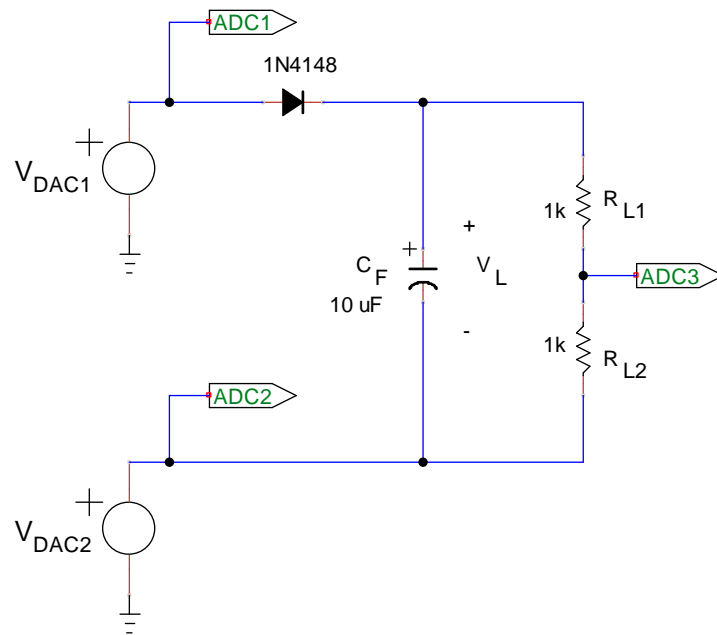 ADC1
1N4148
+
V DAC1
1k
R L1
+
+
C F
10 uF
V L
-
ADC3
1k
R L2
ADC2
+
V DAC2